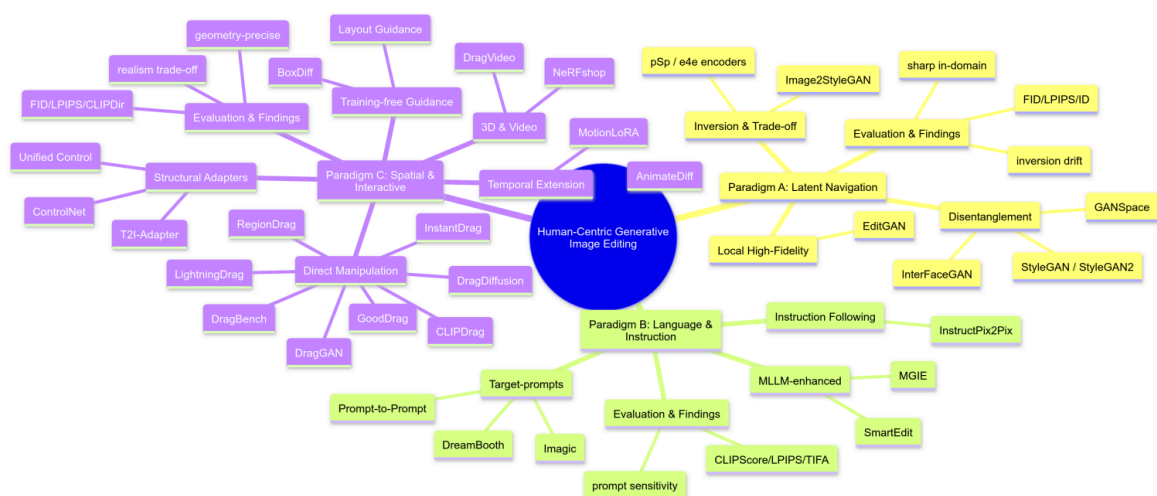 Human-Centric Generative
Image Editing
Paradigm C: Spatial &
Interactive
Evaluation & Findings
geometry-precise
realism trade-off
FID/LPIPS/CLIPDir
Training-free Guidance
Layout Guidance
BoxDiff
3D & Video
DragVideo
NeRFshop
Temporal Extension
MotionLoRA
AnimateDiff
Structural Adapters
Unified Control
ControlNet
T2I-Adapter
Direct Manipulation
RegionDrag
InstantDrag
LightningDrag
DragDiffusion
DragBench
GoodDrag
CLIPDrag
DragGAN
Paradigm A: Latent Navigation
Inversion & Trade-off
pSp / e4e encoders
Image2StyleGAN
Evaluation & Findings
sharp in-domain
FID/LPIPS/ID
inversion drift
Disentanglement
GANSpace
StyleGAN / StyleGAN2
InterFaceGAN
Local High-Fidelity
EditGAN
Paradigm B: Language &
Instruction
Instruction Following
InstructPix2Pix
MLLM-enhanced
MGIE
SmartEdit
Target-prompts
Prompt-to-Prompt
DreamBooth
Imagic
Evaluation & Findings
CLIPScore/LPIPS/TIFA
prompt sensitivity